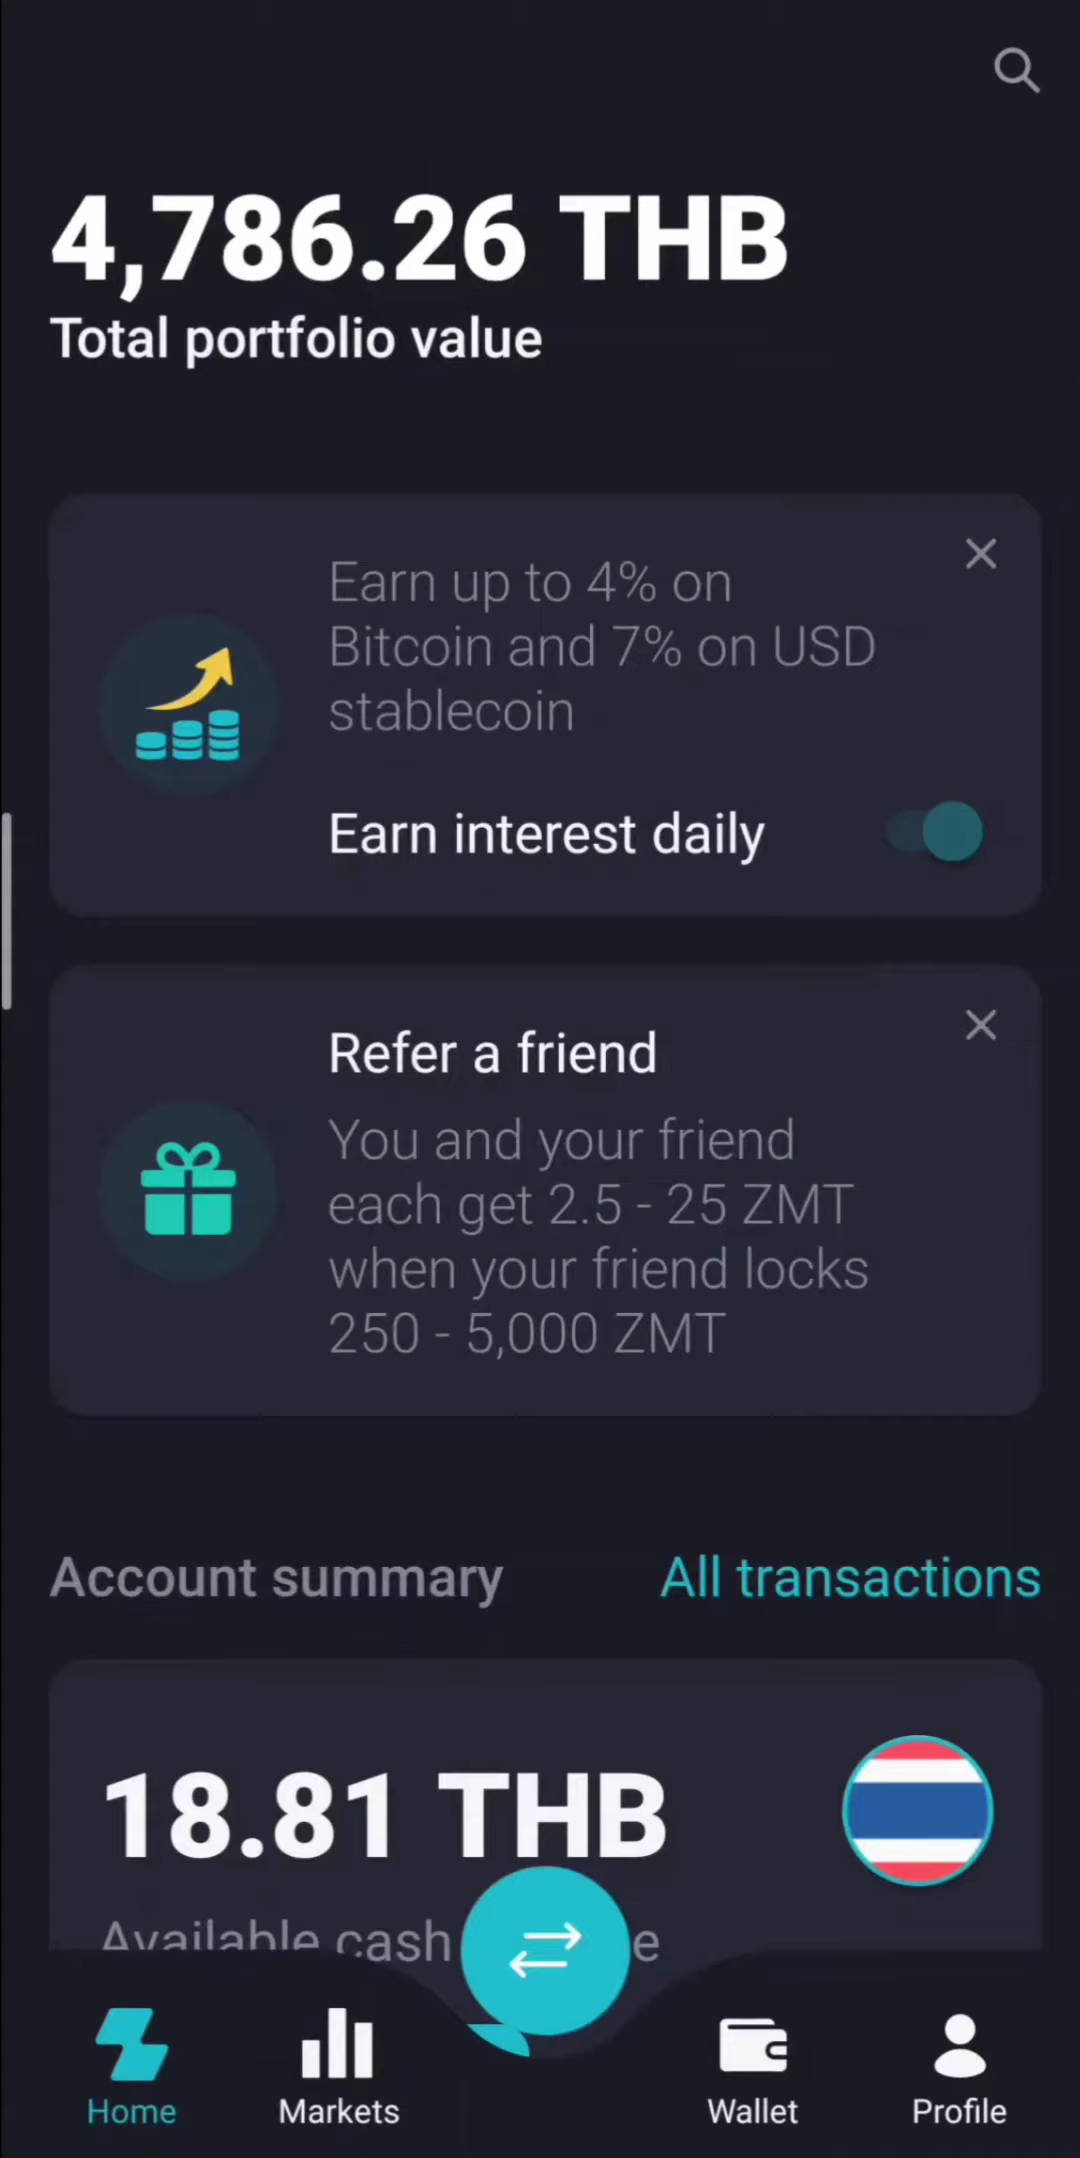 4,786.26 THB
Total portfolio value
Earn up to 4% on
Bitcoin and 7% on USD
stablecoin
Earn interest daily
Refer a friend
You and your friend
each get 2.5 - 25 ZMT
when your friend locks
250 - 5,000 ZMT
Account summary All transactions
18.81 THB
Available cash
Home Markets Wallet Profile